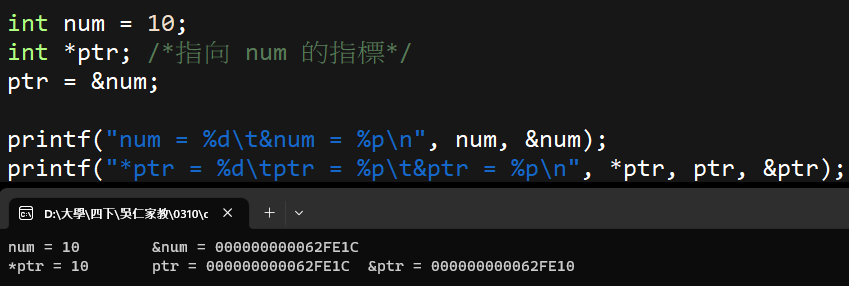 int num = 10;
int *ptr; /*指向 num 的指標*/
ptr = &num;
printf("num = %d\t&num = %p\n", num, &num);
printf("*ptr = %d\tptr = %p\t&ptr = %p\n", *ptr, ptr, &ptr);
D:\大學\四下\吳仁家教\0310\c
num = 10 &num = 000000000062FE1C
*ptr = 10 ptr = 000000000062FE1C &ptr = 000000000062FE10